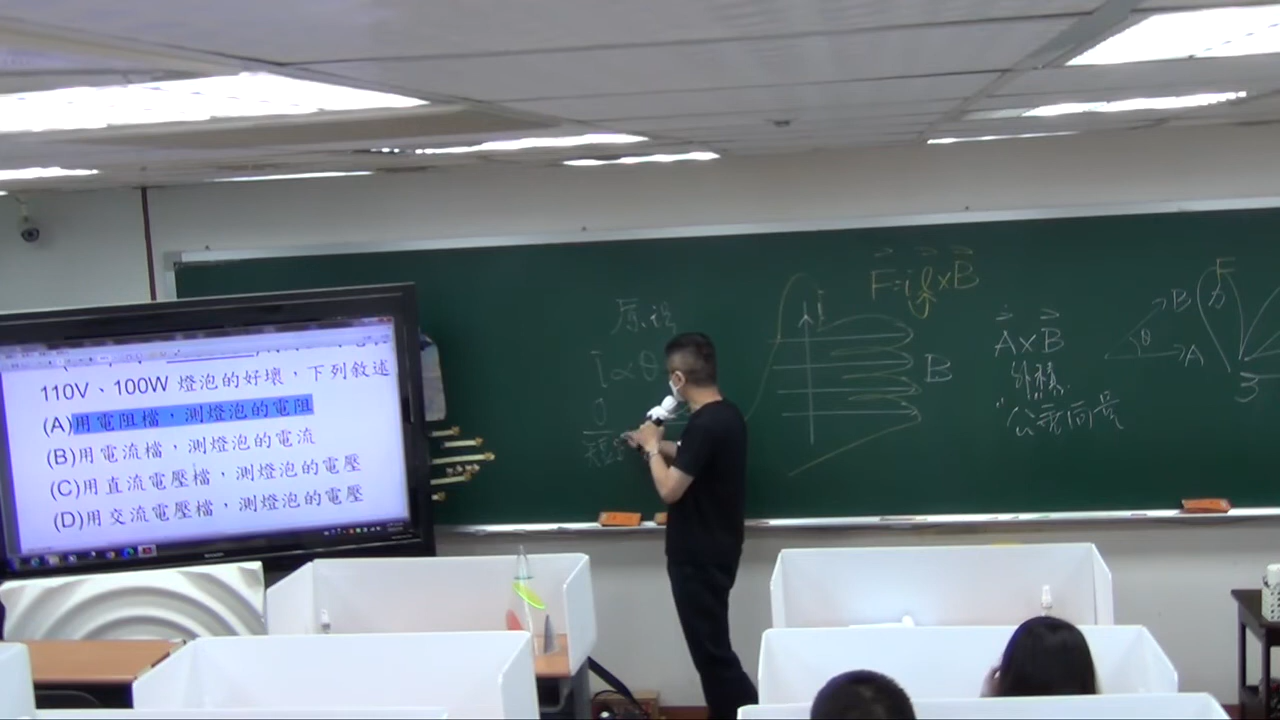 110V、100W 燈泡的好壞，下列敘述
(A)用電阻檔，測燈泡的電阻
(B)用電流檔，測燈泡的電流
(C)用直流電壓檔，測燈泡的電壓
(D)用交流電壓檔，測燈泡的電壓
原設
I∝θ
0
F=il×B
i
B
A×B
外積
"公垂向量
B
θ
A
F
力